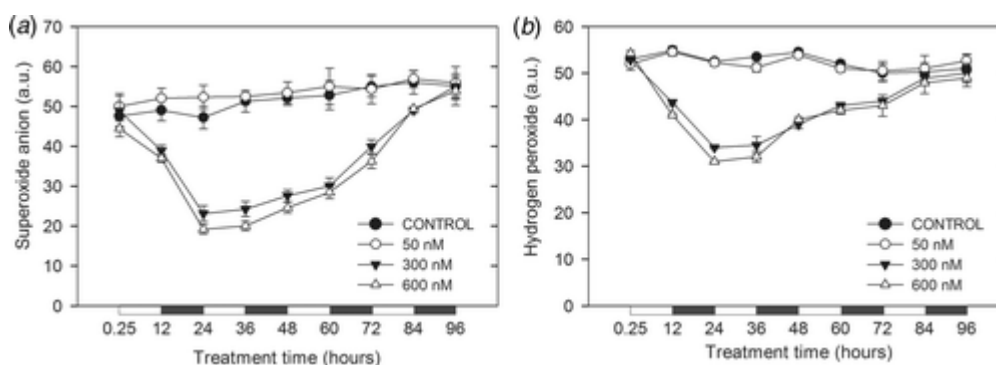 (a)
70
60
50
40
30
20
10
0
Superoxide anion (a.u.)
CONTROL
50 nM
300 nM
600 nM
0.25 12 24 36 48 60 72 84 96
Treatment time (hours)
(b)
60
50
40
30
20
10
0
Hydrogen peroxide (a.u.)
CONTROL
50 nM
300 nM
600 nM
0.25 12 24 36 48 60 72 84 96
Treatment time (hours)